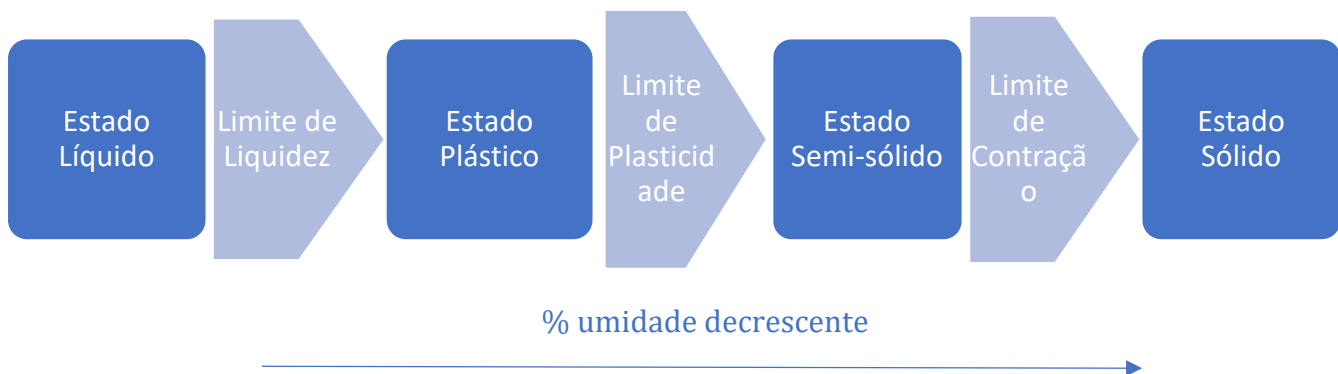 Estado
Líquido
Limite de
Liquidez
Estado
Plástico
Limite
de
Plasticid
ade
Estado
Semi-sólido
Limite
de
Contraçã
o
Estado
Sólido
% umidade decrescente